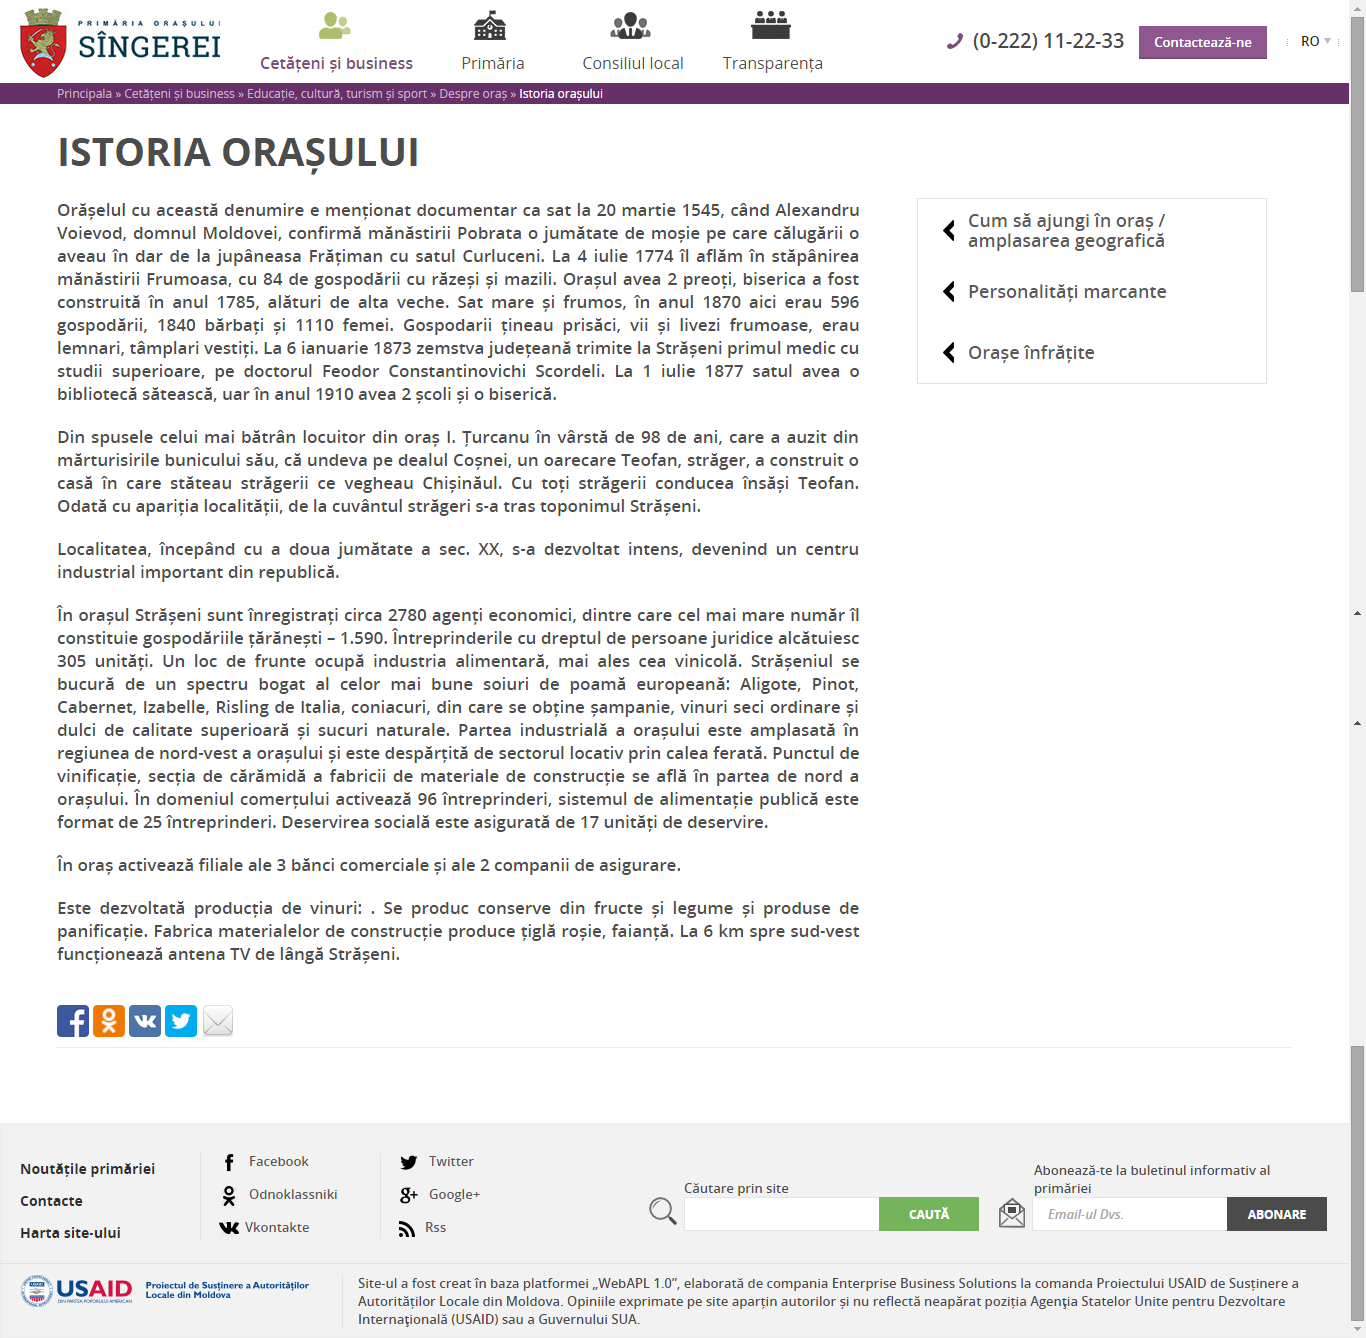 PRIMĂRIA ORAȘULUI
SÎNGEREI
Cetățeni și business
Primăria
Consiliul local
Transparența
(0-222) 11-22-33
Contactează-ne
RO
Principala » Cetățeni și business » Educație, cultură, turism și sport » Despre oraș » Istoria orașului
ISTORIA ORAȘULUI
Orășelul cu această denumire e menționat documentar ca sat la 20 martie 1545, când Alexandru
Voievod, domnul Moldovei, confirmă mănăstirii Pobrata o jumătate de moșie pe care călugării o
aveau în dar de la jupâneasa Frățiman cu satul Curluceni. La 4 iulie 1774 îl aflăm în stăpânirea
mănăstirii Frumoasa, cu 84 de gospodării cu răzeși și mazili. Orașul avea 2 preoți, biserica a fost
construită în anul 1785, alături de alta veche. Sat mare și frumos, în anul 1870 aici erau 596
gospodării, 1840 bărbați și 1110 femei. Gospodarii țineau prisăci, vii și livezi frumoase, erau
lemnari, tâmplari vestiți. La 6 ianuarie 1873 zemstva județeană trimite la Strășeni primul medic cu
studii superioare, pe doctorul Feodor Constantinovichi Scordeli. La 1 iulie 1877 satul avea o
bibliotecă sătească, uar în anul 1910 avea 2 școli și o biserică.
Din spusele celui mai bătrân locuitor din oraș I. Țurcanu în vârstă de 98 de ani, care a auzit din
mărturisirile bunicului său, că undeva pe dealul Coșnei, un oarecare Teofan, străger, a construit o
casă în care stăteau străgerii ce vegheau Chișinăul. Cu toți străgerii conducea însăși Teofan.
Odată cu apariția localității, de la cuvântul străgeri s-a tras toponimul Strășeni.
Localitatea, începând cu a doua jumătate a sec. XX, s-a dezvoltat intens, devenind un centru
industrial important din republică.
În orașul Strășeni sunt înregistrați circa 2780 agenți economici, dintre care cel mai mare număr îl
constituie gospodăriile țărănești – 1.590. Întreprinderile cu dreptul de persoane juridice alcătuiesc
305 unități. Un loc de frunte ocupă industria alimentară, mai ales cea vinicolă. Strășeniul se
bucură de un spectru bogat al celor mai bune soiuri de poamă europeană: Aligote, Pinot,
Cabernet, Izabelle, Risling de Italia, coniacuri, din care se obține șampanie, vinuri seci ordinare și
dulci de calitate superioară și sucuri naturale. Partea industrială a orașului este amplasată în
regiunea de nord-vest a orașului și este despărțită de sectorul locativ prin calea ferată. Punctul de
vinificație, secția de cărămidă a fabricii de materiale de construcție se află în partea de nord a
orașului. În domeniul comerțului activează 96 întreprinderi, sistemul de alimentație publică este
format de 25 întreprinderi. Deservirea socială este asigurată de 17 unități de deservire.
În oraș activează filiale ale 3 bănci comerciale și ale 2 companii de asigurare.
Este dezvoltată producția de vinuri: . Se produc conserve din fructe și legume și produse de
panificație. Fabrica materialelor de construcție produce țiglă roșie, faianță. La 6 km spre sud-vest
funcționează antena TV de lângă Strășeni.
Cum să ajungi în oraș /
amplasarea geografică
Personalități marcante
Orașe înfrățite
Noutățile primăriei
Contacte
Harta site-ului
Facebook
Odnoklassniki
Vkontakte
Twitter
Google+
Rss
Căutare prin site
CAUTĂ
Abonează-te la buletinul informativ al
primăriei
Email-ul Dvs.
ABONARE
USAID
DIN PARTEA POPORULUI AMERICAN
Proiectul de Susținere a Autorităților
Locale din Moldova
Site-ul a fost creat în baza platformei „WebAPL 1.0”, elaborată de compania Enterprise Business Solutions la comanda Proiectului USAID de Susținere a
Autorităților Locale din Moldova. Opiniile exprimate pe site aparțin autorilor și nu reflectă neapărat poziția Agenția Statelor Unite pentru Dezvoltare
Internațională (USAID) sau a Guvernului SUA.